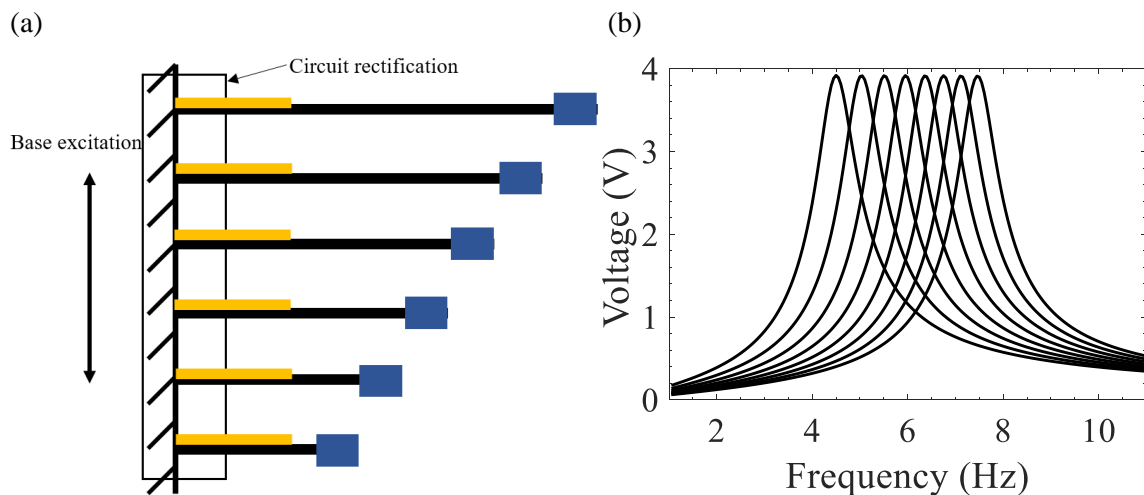 (a)
Circuit rectification
Base excitation
(b)
4
3
2
1
0
Voltage (V)
2
4
6
8
10
Frequency (Hz)